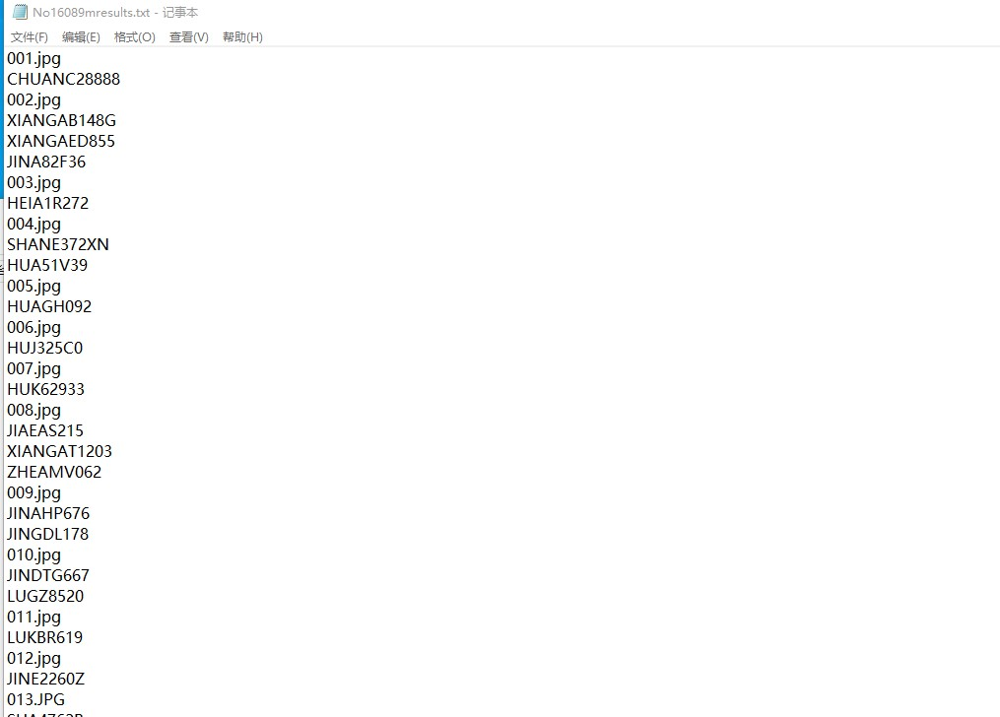 No16089mresults.txt - 记事本
文件(F) 编辑(E) 格式(O) 查看(V) 帮助(H)
001.jpg
CHUANC28888
002.jpg
XIANGAB148G
XIANGAED855
JINA82F36
003.jpg
HEIA1R272
004.jpg
SHANE372XN
HUA51V39
005.jpg
HUAGH092
006.jpg
HUJ325C0
007.jpg
HUK62933
008.jpg
JIAEAS215
XIANGAT1203
ZHEAMV062
009.jpg
JINAHP676
JINGDL178
010.jpg
JINDTG667
LUGZ8520
011.jpg
LUKBR619
012.jpg
JINE2260Z
013.JPG